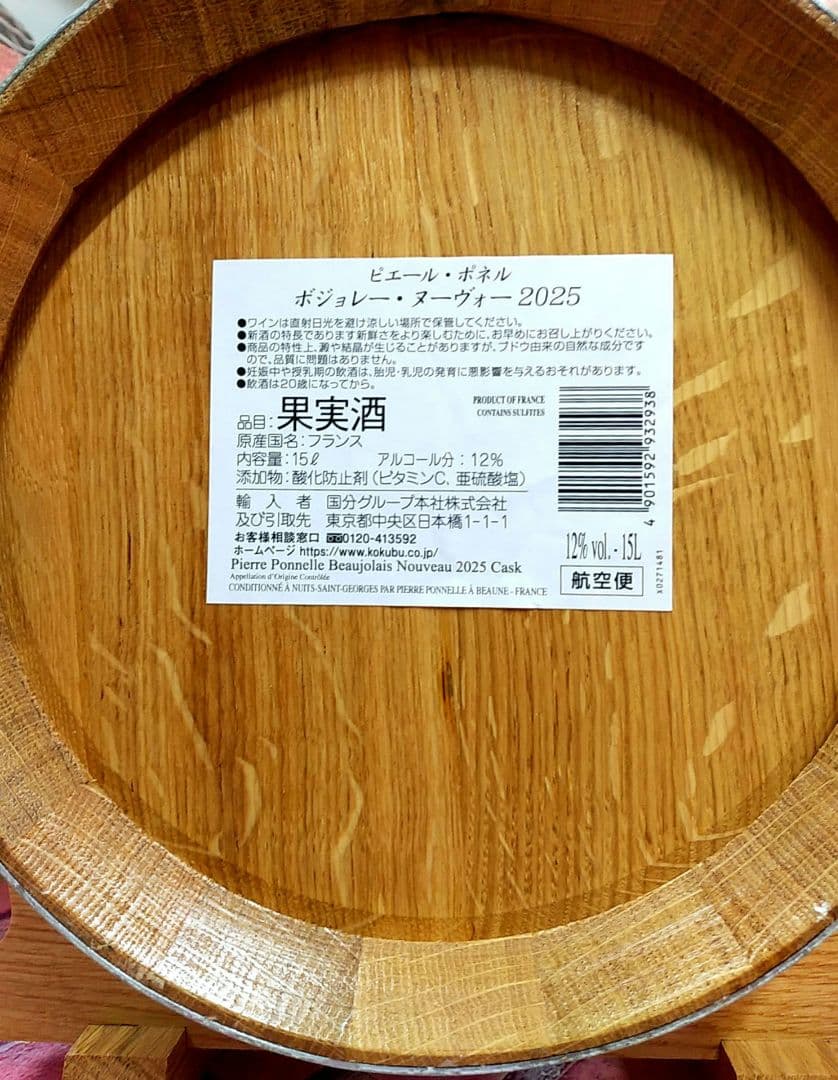 ピエール・ポネル
ボジョレー・ヌーヴォー 2025
●ワインは直射日光を避け涼しい場所で保管してください。
●新酒の特長であります新鮮さをより楽しむために、お早めにお召し上がりください。
●商品の特性上、澱や結晶が生じることがありますが、ブドウ由来の自然な成分です
ので、品質に問題はありません。
●妊娠中や授乳期の飲酒は、胎児・乳児の発育に悪影響を与えるおそれがあります。
●飲酒は20歳になってから。
品目：果実酒
PRODUCT OF FRANCE
CONTAINS SULFITES
原産国名：フランス
内容量：15ℓ アルコール分：12%
添加物：酸化防止剤（ビタミンC、亜硫酸塩）
輸入者 国分グループ本社株式会社
及び引取先 東京都中央区日本橋1-1-1
お客様相談窓口 0120-413592
ホームページ https://www.kokubu.co.jp/
Pierre Ponnelle Beaujolais Nouveau 2025 Cask
Appellation d'Origine Contrôlée
CONDITIONNÉ À NUITS-SAINT-GEORGES PAR PIERRE PONNELLE À BEAUNE - FRANCE
4 901592 932938
12% vol. · 15L
航空便
x0271481